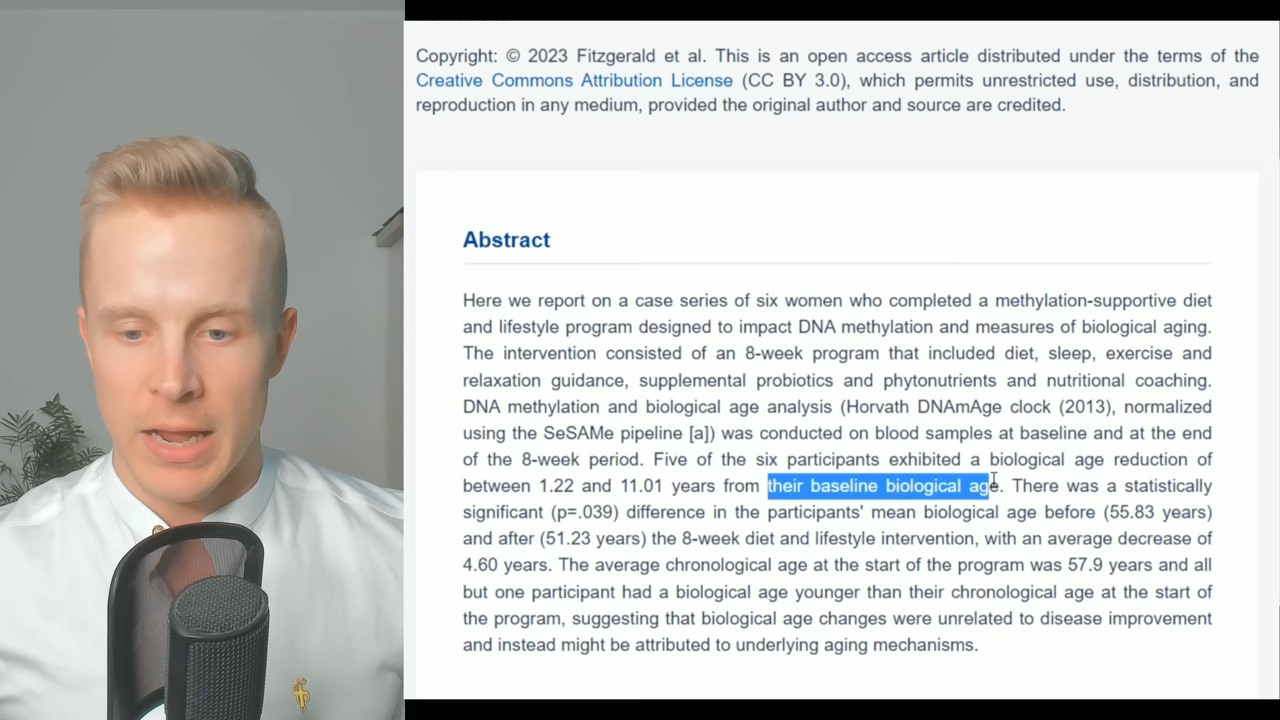 Copyright: © 2023 Fitzgerald et al. This is an open access article distributed under the terms of the
Creative Commons Attribution License (CC BY 3.0), which permits unrestricted use, distribution, and
reproduction in any medium, provided the original author and source are credited.
Abstract
Here we report on a case series of six women who completed a methylation-supportive diet
and lifestyle program designed to impact DNA methylation and measures of biological aging.
The intervention consisted of an 8-week program that included diet, sleep, exercise and
relaxation guidance, supplemental probiotics and phytonutrients and nutritional coaching.
DNA methylation and biological age analysis (Horvath DNAmAge clock (2013), normalized
using the SeSAMe pipeline [a]) was conducted on blood samples at baseline and at the end
of the 8-week period. Five of the six participants exhibited a biological age reduction of
between 1.22 and 11.01 years from their baseline biological age. There was a statistically
significant (p=.039) difference in the participants' mean biological age before (55.83 years)
and after (51.23 years) the 8-week diet and lifestyle intervention, with an average decrease of
4.60 years. The average chronological age at the start of the program was 57.9 years and all
but one participant had a biological age younger than their chronological age at the start of
the program, suggesting that biological age changes were unrelated to disease improvement
and instead might be attributed to underlying aging mechanisms.